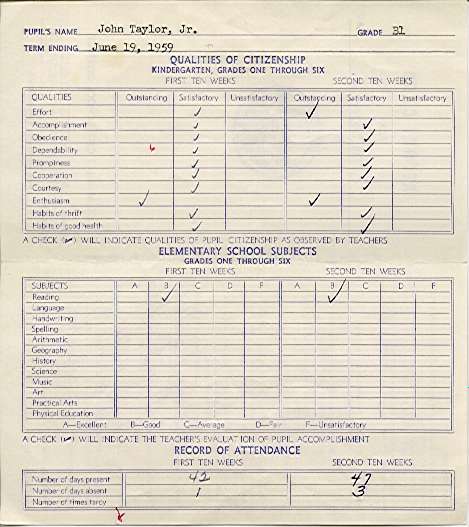 PUPIL'S NAME John Taylor, Jr. GRADE B1
TERM ENDING June 19, 1959
QUALITIES OF CITIZENSHIP
KINDERGARTEN, GRADES ONE THROUGH SIX
FIRST TEN WEEKS SECOND TEN WEEKS
QUALITIES Outstanding Satisfactory Unsatisfactory Outstanding Satisfactory Unsatisfactory
Effort ✓ ✓
Accomplishment ✓ ✓
Obedience ✓ ✓
Dependability ✓ ✓
Promptness ✓ ✓
Cooperation ✓ ✓
Courtesy ✓ ✓
Enthusiasm ✓ ✓
Habits of thrift ✓ ✓
Habits of good health ✓ ✓
A CHECK (✓) WILL INDICATE QUALITIES OF PUPIL CITIZENSHIP AS OBSERVED BY TEACHERS
ELEMENTARY SCHOOL SUBJECTS
GRADES ONE THROUGH SIX
FIRST TEN WEEKS SECOND TEN WEEKS
SUBJECTS A B C D F A B C D F
Reading ✓ ✓
Language
Handwriting
Spelling
Arithmetic
Geography
History
Science
Music
Art
Practical Arts
Physical Education
A—Excellent B—Good C—Average D—Fair F—Unsatisfactory
A CHECK (✓) WILL INDICATE THE TEACHER'S EVALUATION OF PUPIL ACCOMPLISHMENT
RECORD OF ATTENDANCE
FIRST TEN WEEKS SECOND TEN WEEKS
Number of days present 42 47
Number of days absent 1 3
Number of times tardy